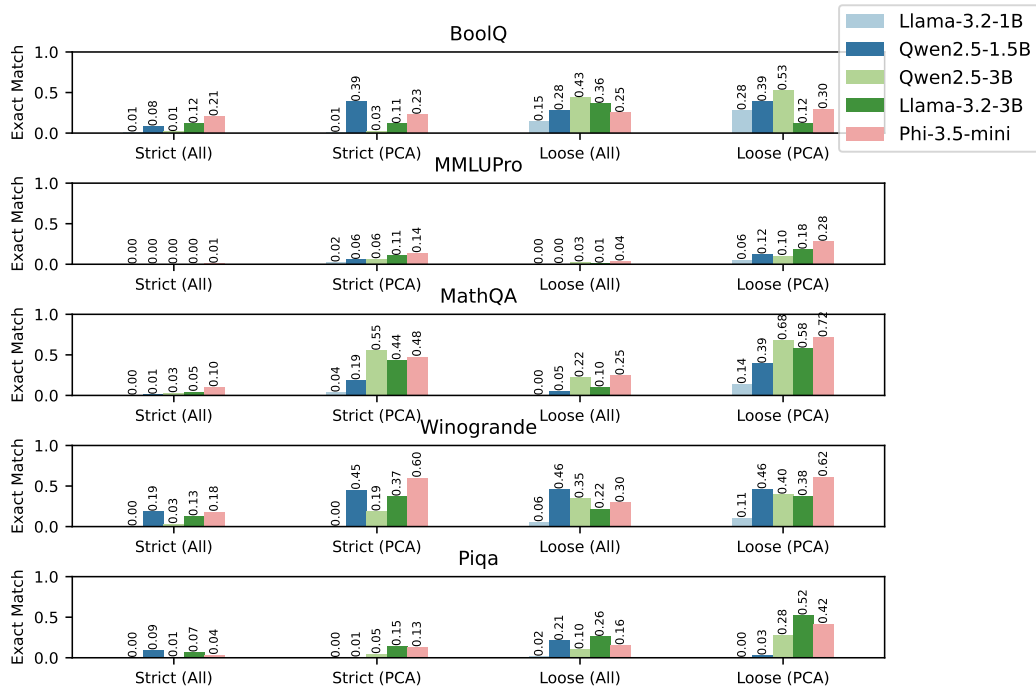 Llama-3.2-1B
Qwen2.5-1.5B
Qwen2.5-3B
Llama-3.2-3B
Phi-3.5-mini
BoolQ
Exact Match
1.0
0.5
0.0
0.01 0.08 0.01 0.12 0.21
0.01 0.39 0.03 0.11 0.23
0.15 0.28 0.43 0.36 0.25
0.28 0.39 0.53 0.12 0.30
Strict (All) Strict (PCA) Loose (All) Loose (PCA)
MMLUPro
Exact Match
1.0
0.5
0.0
0.00 0.00 0.00 0.00 0.01
0.02 0.06 0.06 0.11 0.14
0.00 0.00 0.03 0.01 0.04
0.06 0.12 0.10 0.18 0.28
Strict (All) Strict (PCA) Loose (All) Loose (PCA)
MathQA
Exact Match
1.0
0.5
0.0
0.00 0.01 0.03 0.05 0.10
0.04 0.19 0.55 0.44 0.48
0.00 0.05 0.22 0.10 0.25
0.14 0.39 0.68 0.58 0.72
Strict (All) Strict (PCA) Loose (All) Loose (PCA)
Winogrande
Exact Match
1.0
0.5
0.0
0.00 0.19 0.03 0.13 0.18
0.00 0.45 0.19 0.37 0.60
0.06 0.46 0.35 0.22 0.30
0.11 0.46 0.40 0.38 0.62
Strict (All) Strict (PCA) Loose (All) Loose (PCA)
Piqa
Exact Match
1.0
0.5
0.0
0.00 0.09 0.01 0.07 0.04
0.00 0.01 0.05 0.15 0.13
0.02 0.21 0.10 0.26 0.16
0.00 0.03 0.28 0.52 0.42
Strict (All) Strict (PCA) Loose (All) Loose (PCA)